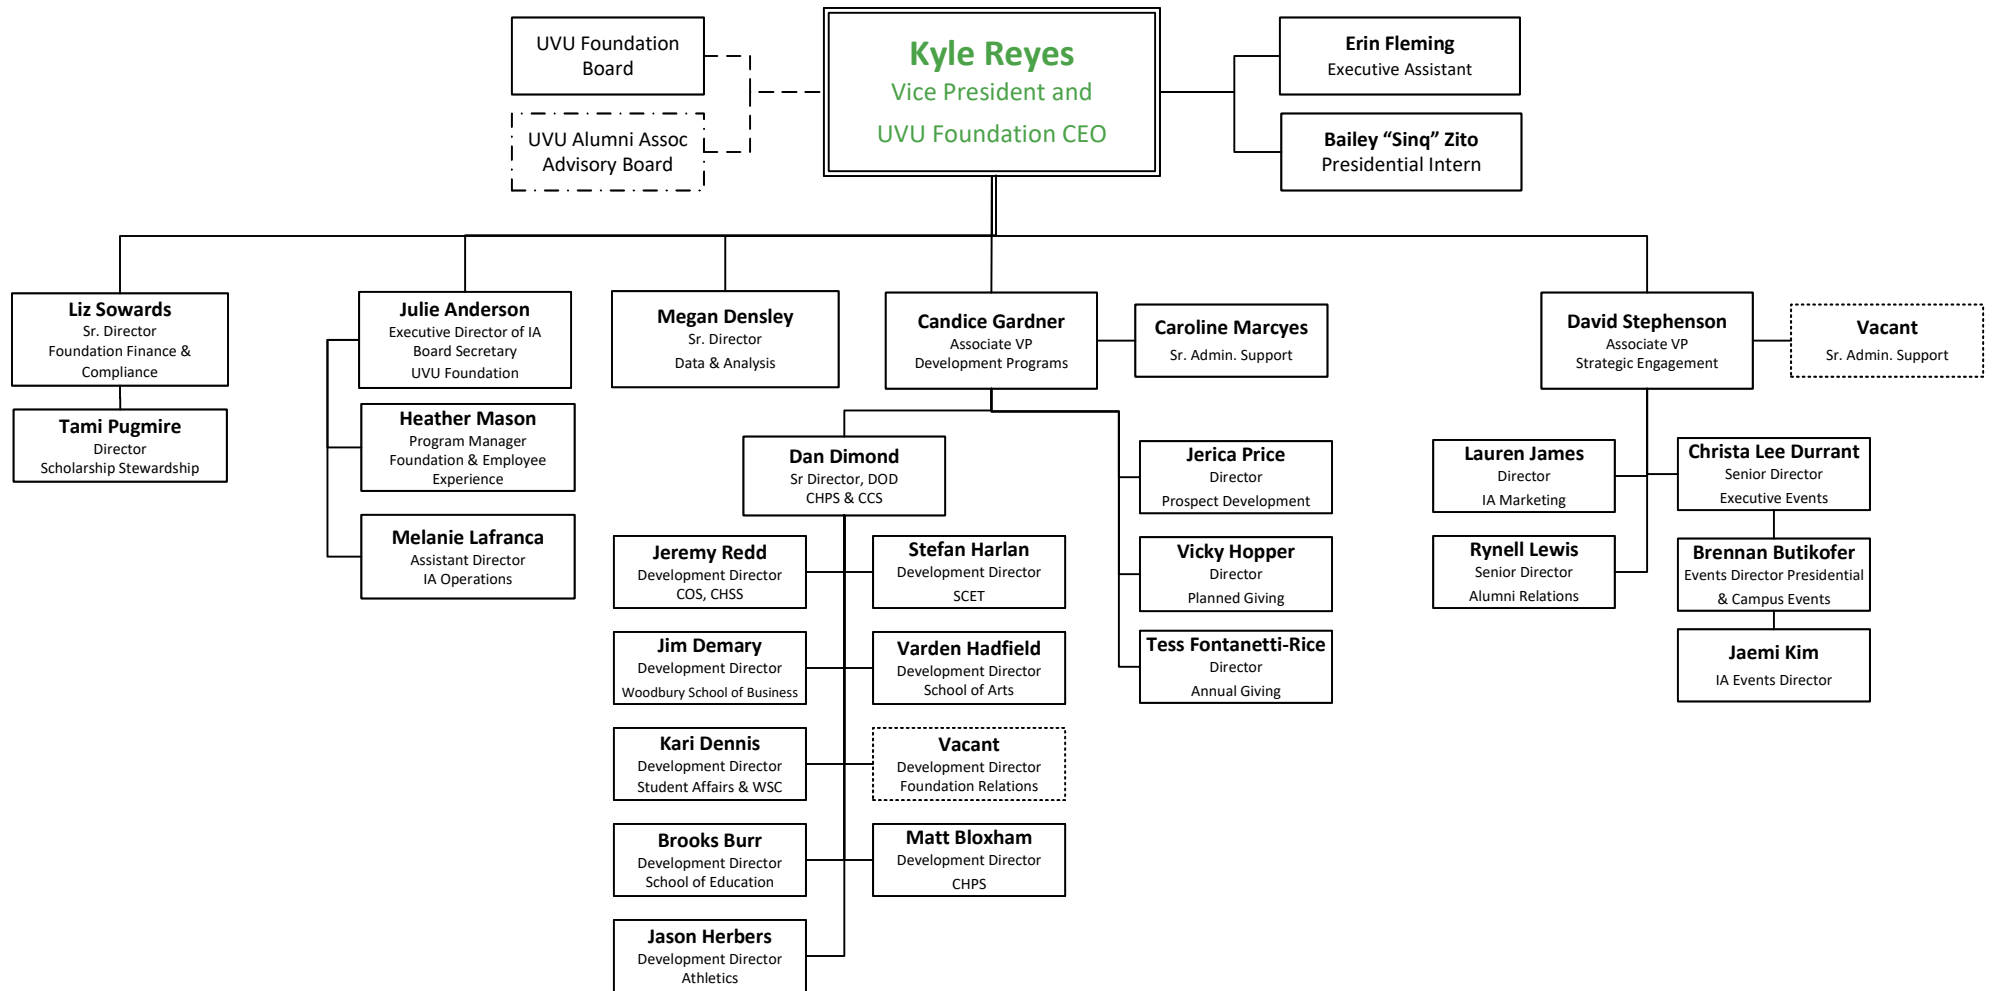 UVU Foundation
Board
UVU Alumni Assoc
Advisory Board
Kyle Reyes
Vice President and
UVU Foundation CEO
Erin Fleming
Executive Assistant
Bailey “Sinq” Zito
Presidential Intern
Liz Sowards
Sr. Director
Foundation Finance &
Compliance
Tami Pugmire
Director
Scholarship Stewardship
Julie Anderson
Executive Director of IA
Board Secretary
UVU Foundation
Heather Mason
Program Manager
Foundation & Employee
Experience
Melanie Lafranca
Assistant Director
IA Operations
Megan Densley
Sr. Director
Data & Analysis
Candice Gardner
Associate VP
Development Programs
Caroline Marcyes
Sr. Admin. Support
Dan Dimond
Sr Director, DOD
CHPS & CCS
Jeremy Redd
Development Director
COS, CHSS
Stefan Harlan
Development Director
SCET
Jim Demary
Development Director
Woodbury School of Business
Varden Hadfield
Development Director
School of Arts
Kari Dennis
Development Director
Student Affairs & WSC
Vacant
Development Director
Foundation Relations
Brooks Burr
Development Director
School of Education
Matt Bloxham
Development Director
CHPS
Jason Herbers
Development Director
Athletics
Jerica Price
Director
Prospect Development
Vicky Hopper
Director
Planned Giving
Tess Fontanetti-Rice
Director
Annual Giving
David Stephenson
Associate VP
Strategic Engagement
Vacant
Sr. Admin. Support
Lauren James
Director
IA Marketing
Rynell Lewis
Senior Director
Alumni Relations
Christa Lee Durrant
Senior Director
Executive Events
Brennan Butikofer
Events Director Presidential
& Campus Events
Jaemi Kim
IA Events Director